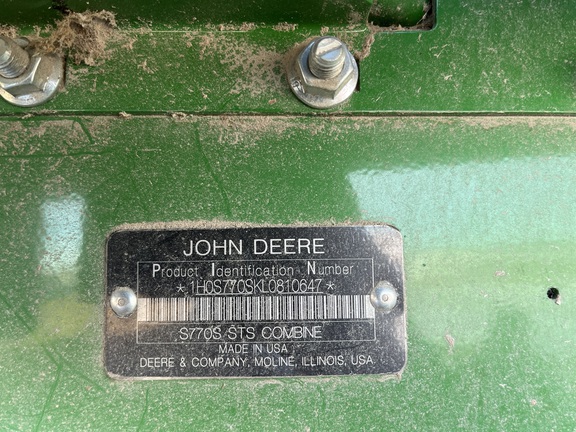 JOHN DEERE
Product Identification Number
*1H0S770SKL0810647*
S770S STS COMBINE
MADE IN USA
DEERE & COMPANY, MOLINE, ILLINOIS, USA